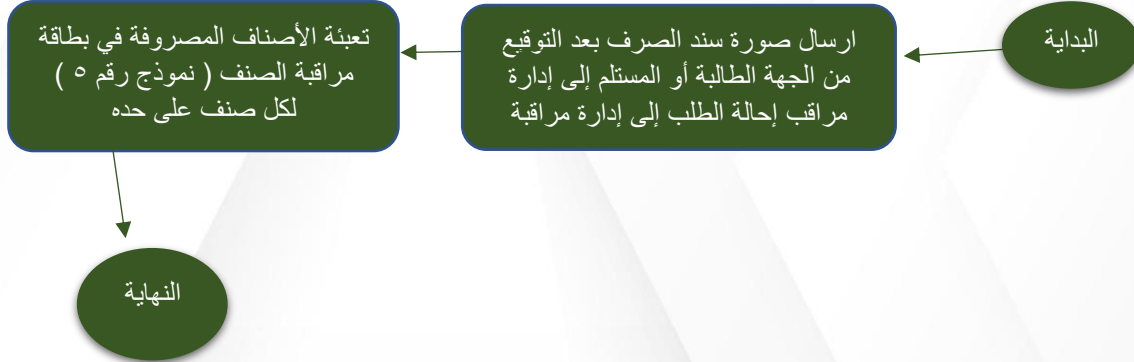 البداية
ارسال صورة سند الصرف بعد التوقيع
من الجهة الطالبة أو المستلم إلى إدارة
مراقب إحالة الطلب إلى إدارة مراقبة
تعبئة الأصناف المصروفة في بطاقة
مراقبة الصنف ( نموذج رقم ٥ )
لكل صنف على حده
النهاية